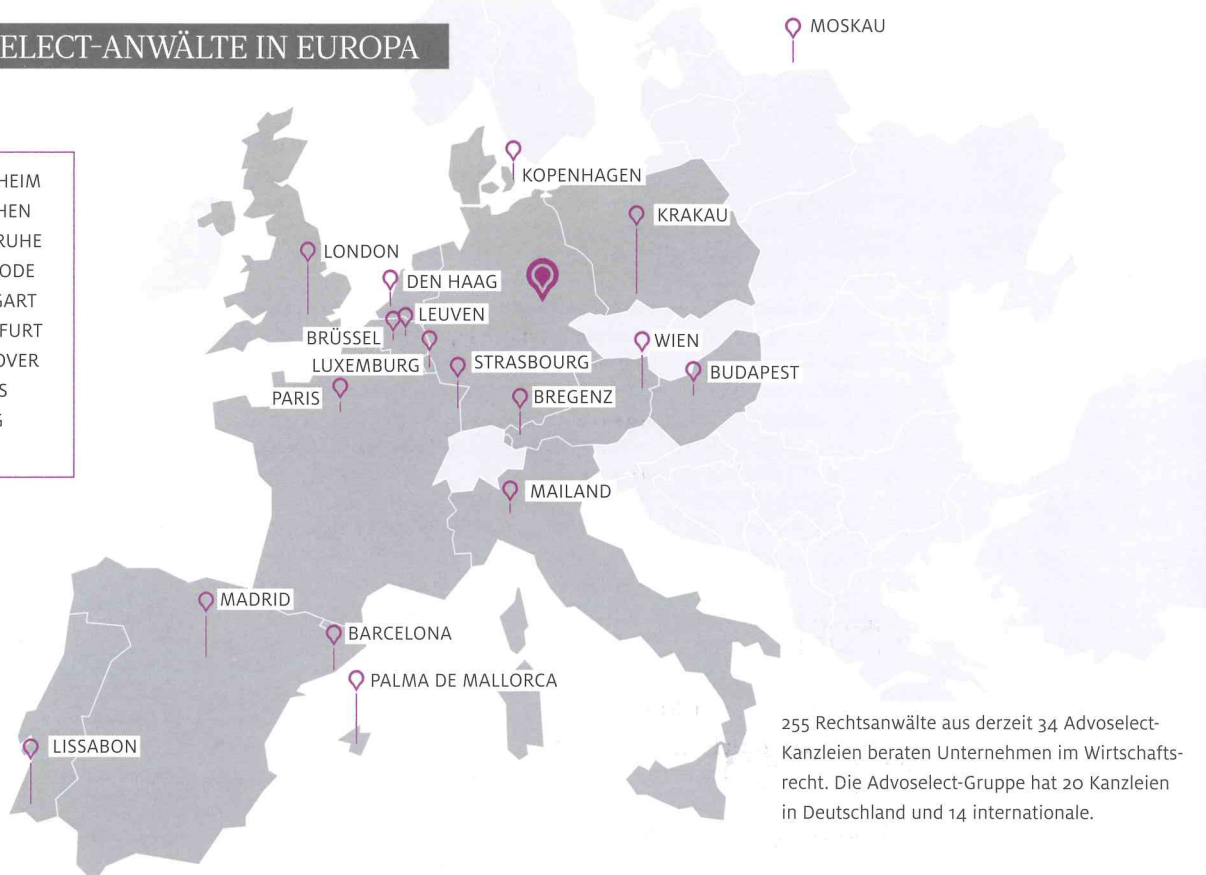 ELECT-ANWÄLTE IN EUROPA
MOSKAU
HEIM
HEN
RUHE
ODE
GART
FURT
OVER
S
G
KOPENHAGEN
KRAKAU
LONDON
DEN HAAG
LEUVEN
BRÜSSEL
WIEN
LUXEMBURG
STRASBOURG
BUDAPEST
PARIS
BREGENZ
MAILAND
MADRID
BARCELONA
PALMA DE MALLORCA
LISSABON
255 Rechtsanwälte aus derzeit 34 Advoselect-
Kanzleien beraten Unternehmen im Wirtschafts-
recht. Die Advoselect-Gruppe hat 20 Kanzleien
in Deutschland und 14 internationale.